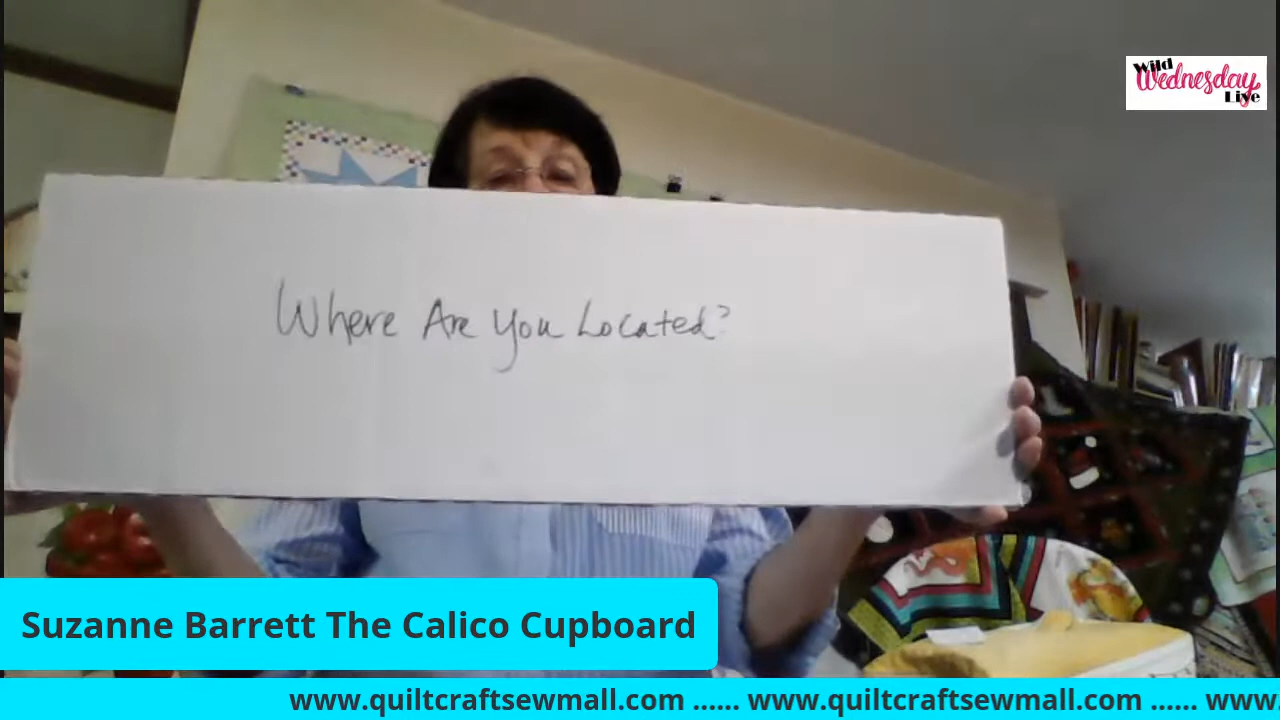 Wild
Wednesday
Live
Where Are You Located?
Suzanne Barrett The Calico Cupboard
www.quiltcraftsewmall.com ...... www.quiltcraftsewmall.com ...... www.